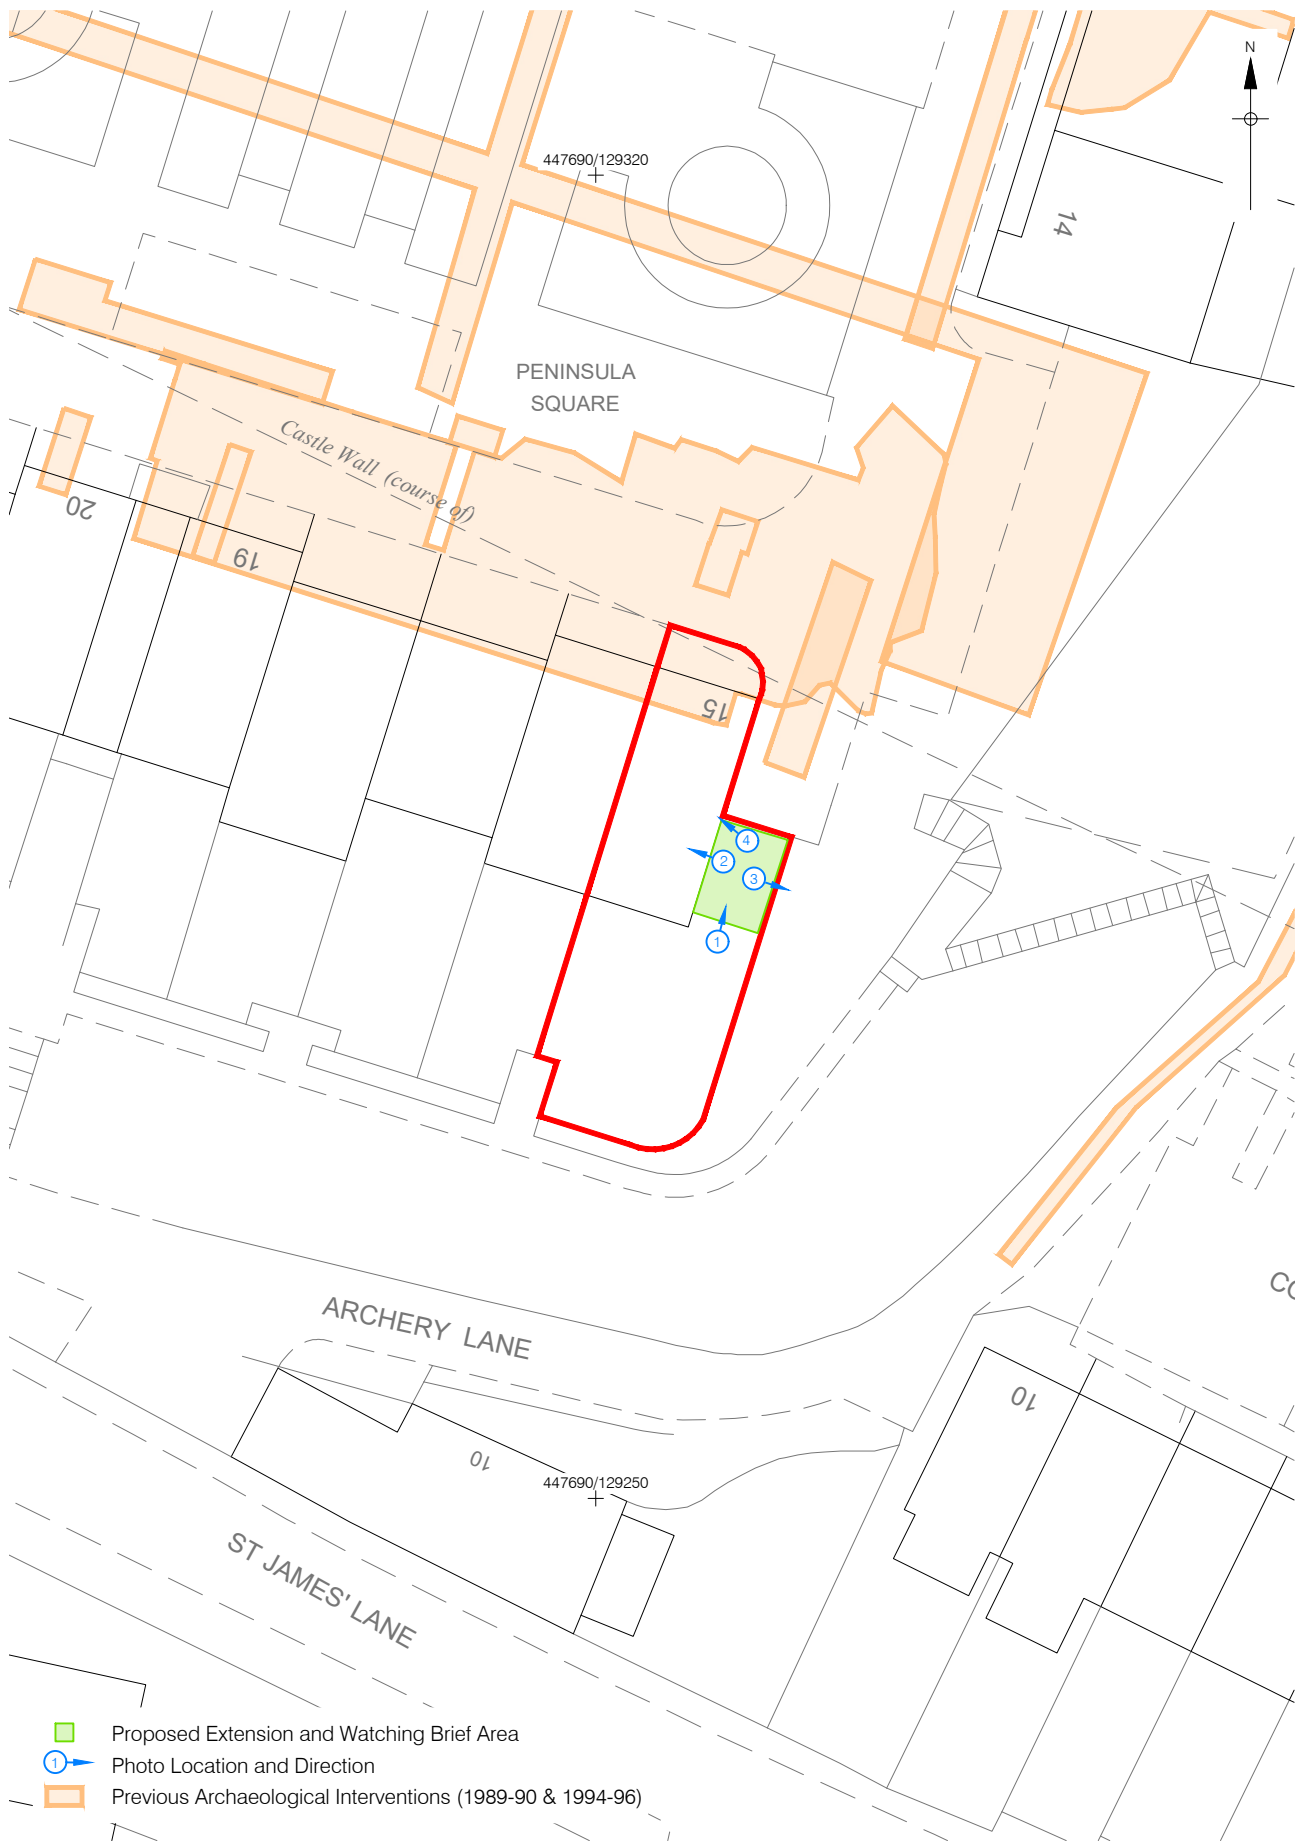 N
447690/129320
14
PENINSULA
SQUARE
Castle Wall (course of)
20
19
15
4
2
3
1
ARCHERY LANE
10
10
447690/129250
ST JAMES' LANE
Proposed Extension and Watching Brief Area
1 Photo Location and Direction
Previous Archaeological Interventions (1989-90 & 1994-96)